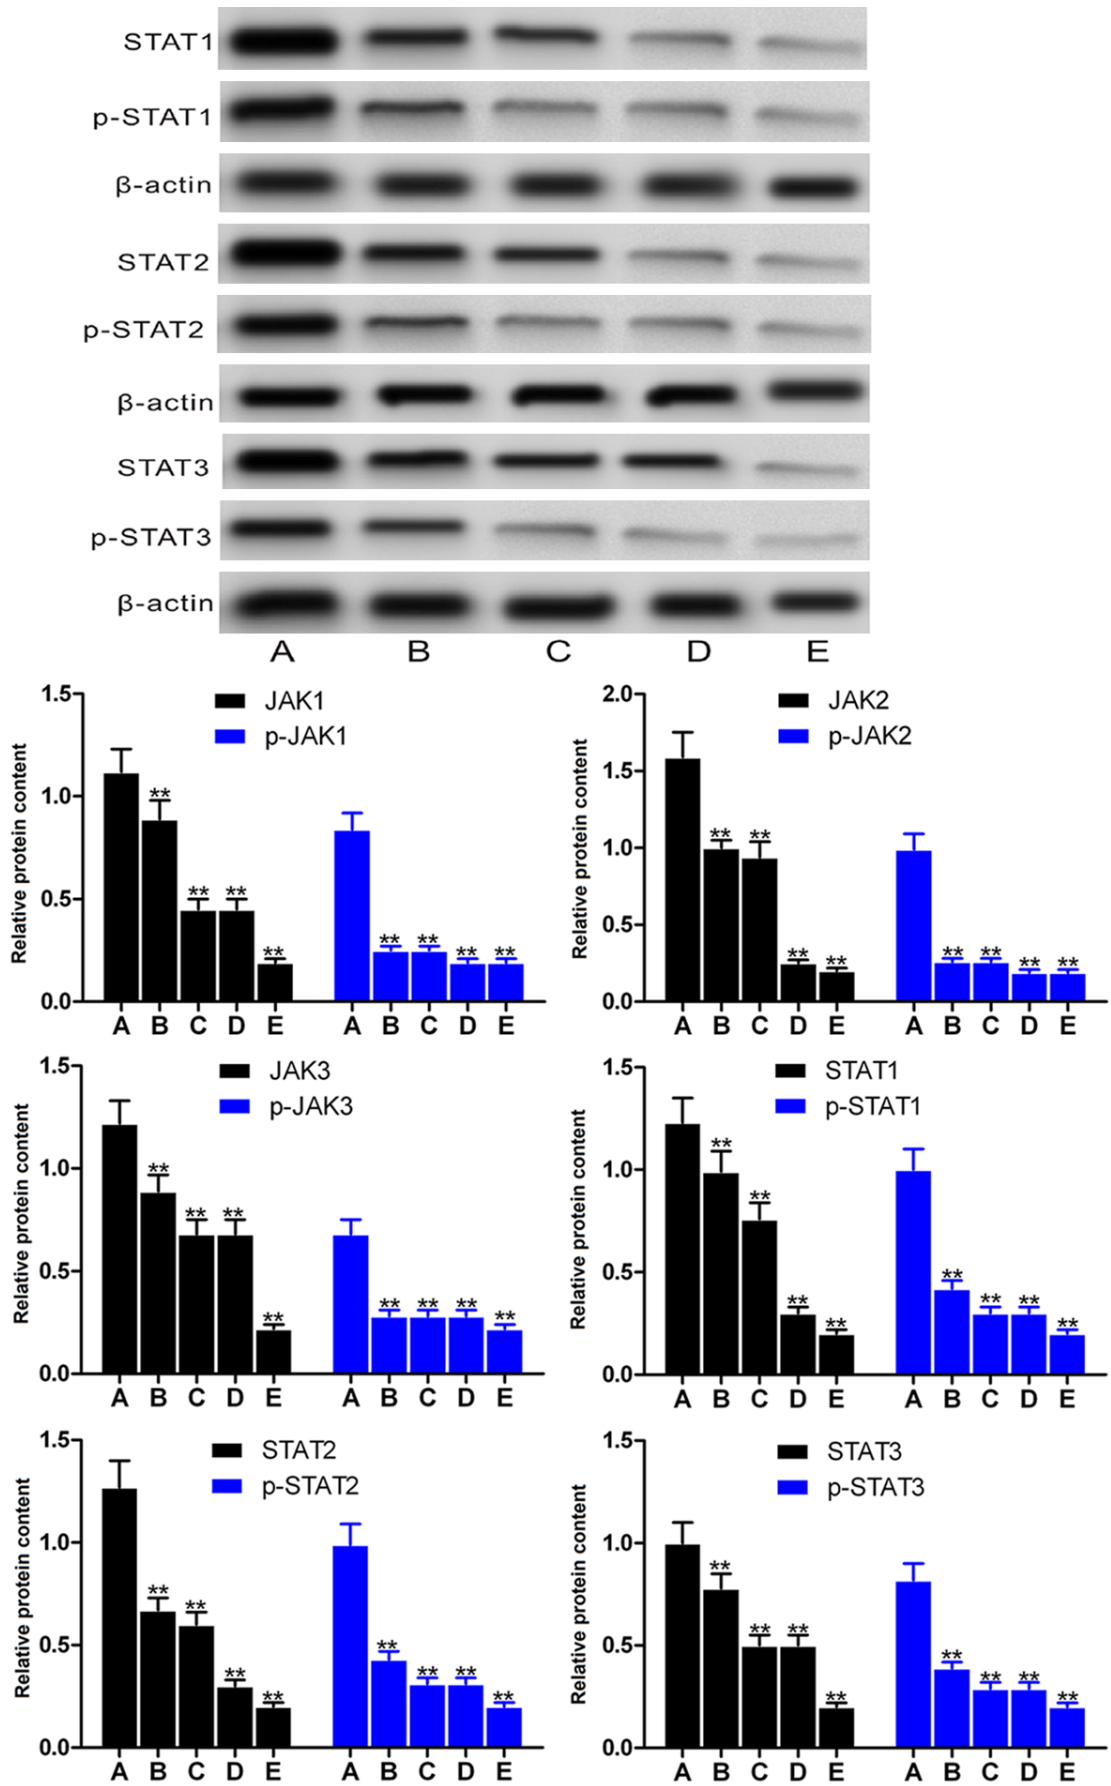 STAT1
p-STAT1
β-actin
STAT2
p-STAT2
β-actin
STAT3
p-STAT3
β-actin
A B C D E
JAK1
p-JAK1
Relative protein content
1.5
1.0
0.5
0.0
** ** ** ** ** ** ** **
A B C D E A B C D E
JAK2
p-JAK2
Relative protein content
2.0
1.5
1.0
0.5
0.0
** ** ** ** ** ** ** **
A B C D E A B C D E
JAK3
p-JAK3
Relative protein content
1.5
1.0
0.5
0.0
** ** ** ** ** ** ** **
A B C D E A B C D E
STAT1
p-STAT1
Relative protein content
1.5
1.0
0.5
0.0
** ** ** ** ** ** ** **
A B C D E A B C D E
STAT2
p-STAT2
Relative protein content
1.5
1.0
0.5
0.0
** ** ** ** ** ** ** **
A B C D E A B C D E
STAT3
p-STAT3
Relative protein content
1.5
1.0
0.5
0.0
** ** ** ** ** ** ** **
A B C D E A B C D E